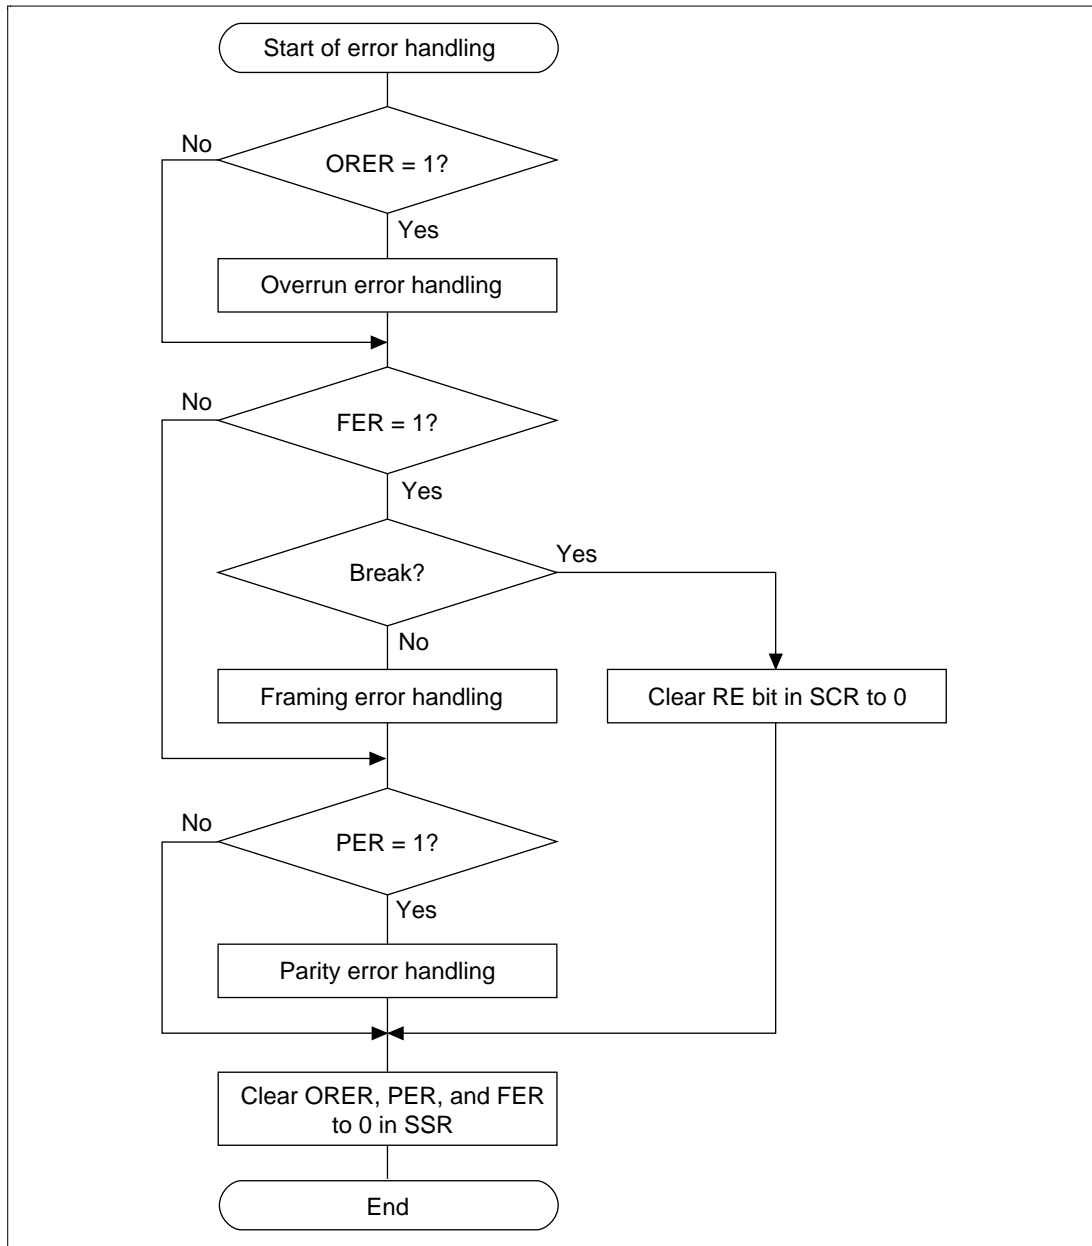 Start of error handling
No
ORER = 1?
Yes
Overrun error handling
No
FER = 1?
Yes
Break?
Yes
No
Framing error handling
Clear RE bit in SCR to 0
No
PER = 1?
Yes
Parity error handling
Clear ORER, PER, and FER
to 0 in SSR
End